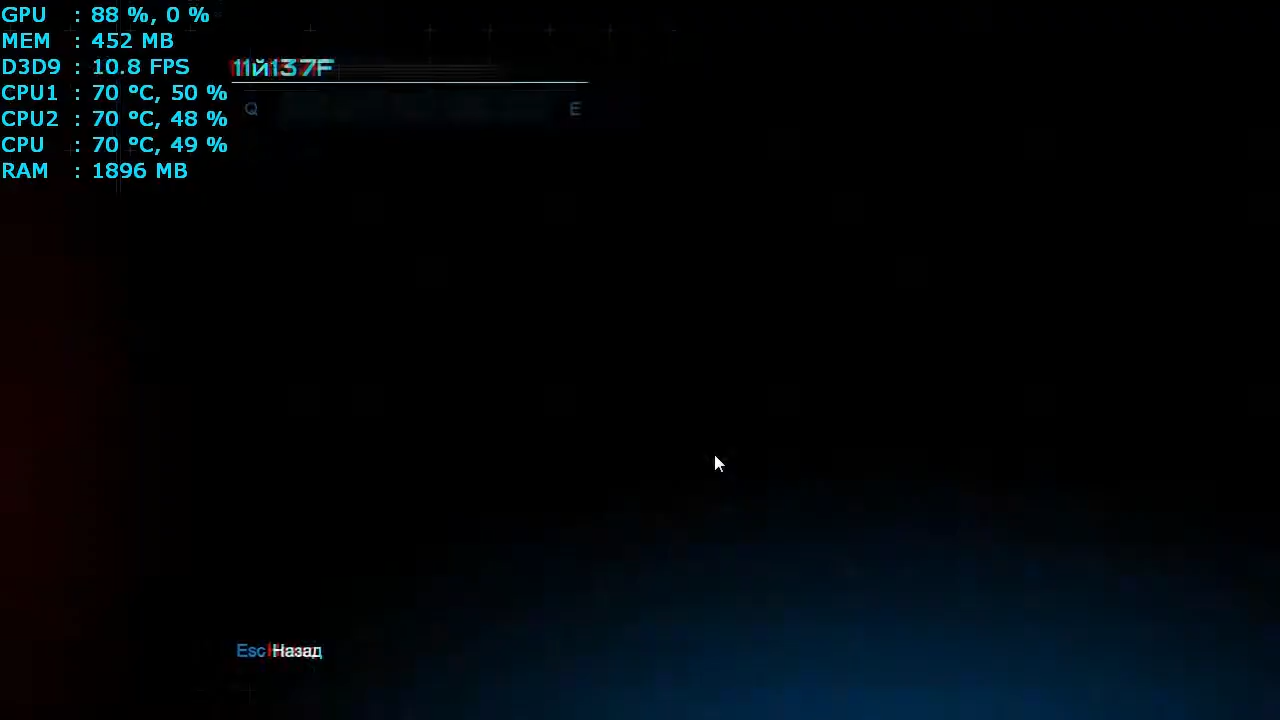 GPU : 88 %, 0 %
MEM : 452 MB
D3D9 : 10.8 FPS
CPU1 : 70 °C, 50 %
CPU2 : 70 °C, 48 %
CPU : 70 °C, 49 %
RAM : 1896 MB
11й137F
Q E
Esc Назад